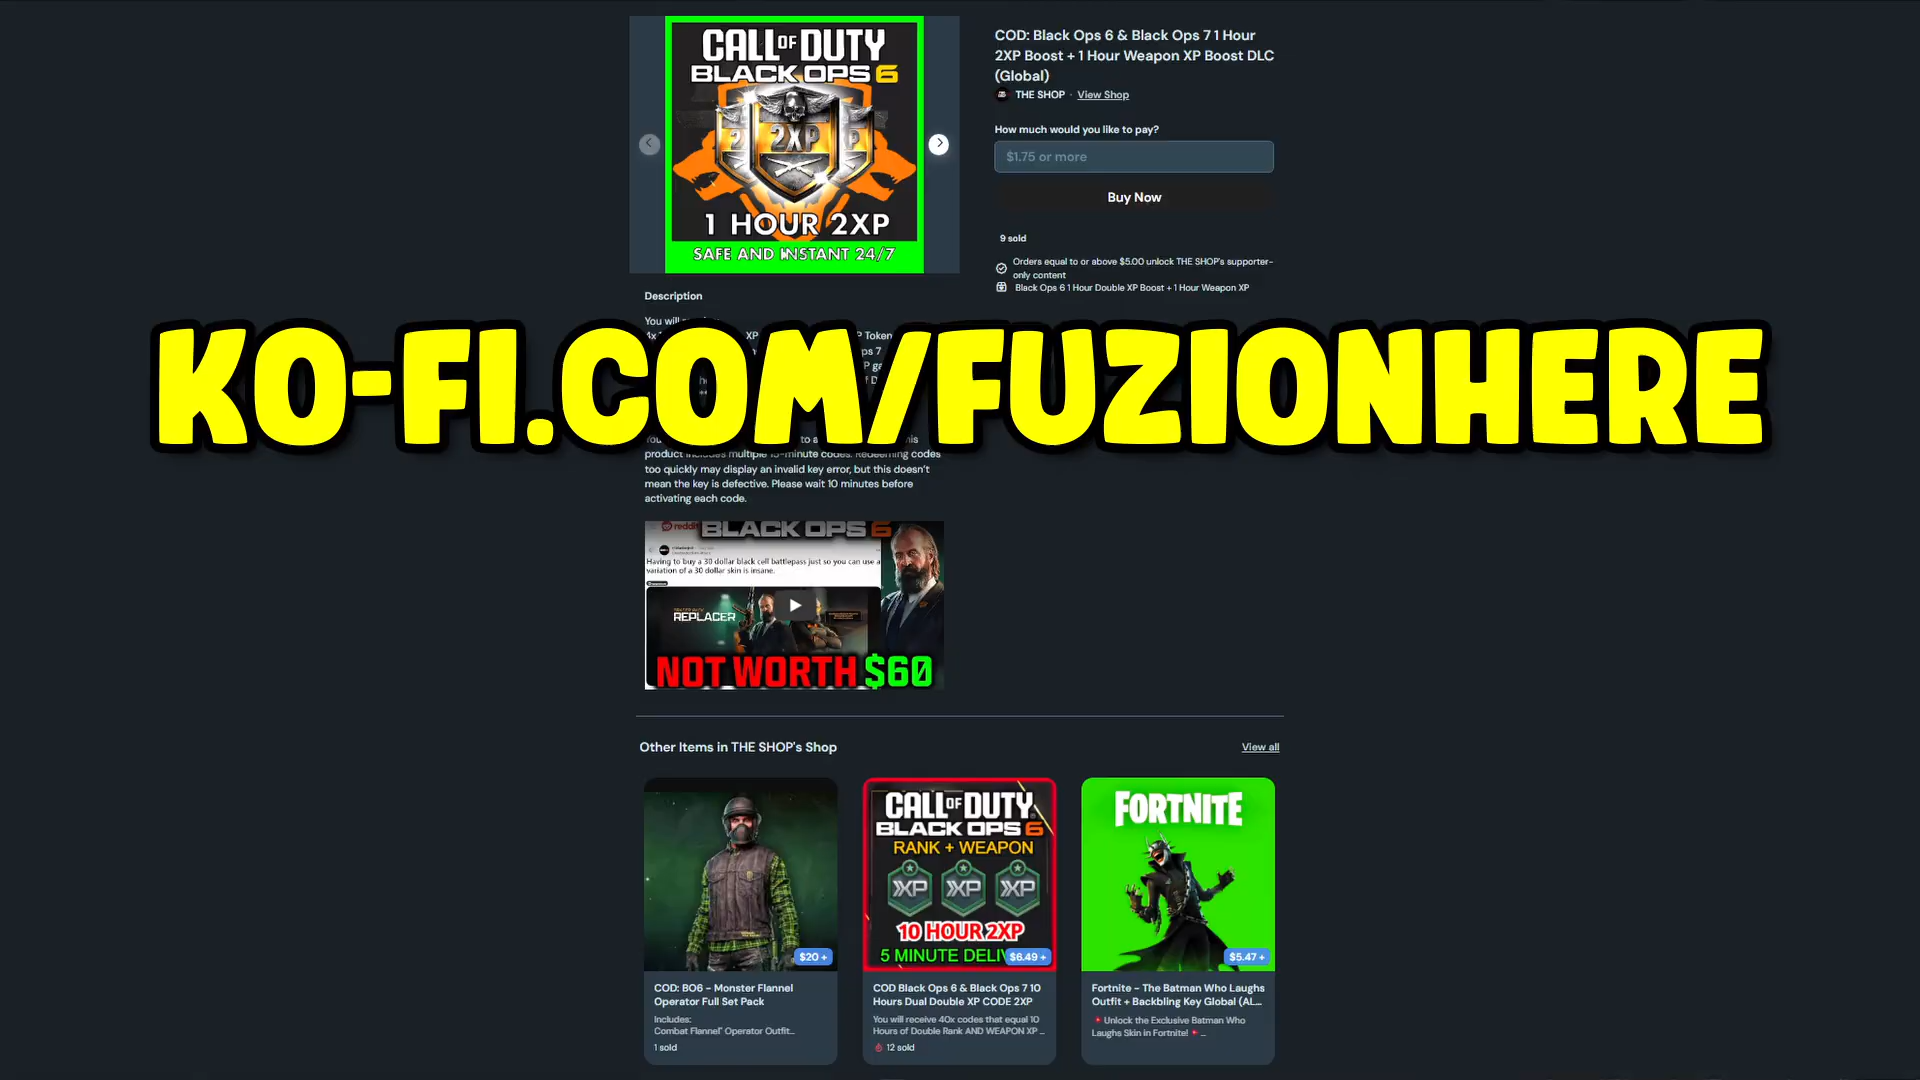 CALL OF DUTY
BLACK OPS 6
2XP
1 HOUR 2XP
SAFE AND INSTANT 24/7
COD: Black Ops 6 & Black Ops 7 1 Hour
2XP Boost + 1 Hour Weapon XP Boost DLC
(Global)
THE SHOP · View Shop
How much would you like to pay?
$1.75 or more
Buy Now
9 sold
Orders equal to or above $5.00 unlock THE SHOP's supporter-
only content
Black Ops 6 1 Hour Double XP Boost + 1 Hour Weapon XP
Description
You will
KO-FI.COM/FUZIONHERE
product includes multiple 15-minute codes. Redeeming codes
too quickly may display an invalid key error, but this doesn't
mean the key is defective. Please wait 10 minutes before
activating each code.
reddit
BLACK OPS 6
Having to buy a 30 dollar black cell battlepass just so you can use a
variation of a 30 dollar skin is insane.
REPLACER
NOT WORTH $60
Other Items in THE SHOP's Shop
View all
$20 +
COD: BO6 - Monster Flannel
Operator Full Set Pack
Includes:
Combat Flannel" Operator Outfit...
1 sold
CALL OF DUTY
BLACK OPS 6
RANK + WEAPON
XP XP XP
10 HOUR 2XP
5 MINUTE DELIV
$6.49 +
COD Black Ops 6 & Black Ops 7 10
Hours Dual Double XP CODE 2XP
You will receive 40x codes that equal 10
Hours of Double Rank AND WEAPON XP ...
12 sold
FORTNITE
$5.47 +
Fortnite - The Batman Who Laughs
Outfit + Backbling Key Global (AL...
Unlock the Exclusive Batman Who
Laughs Skin in Fortnite! ...